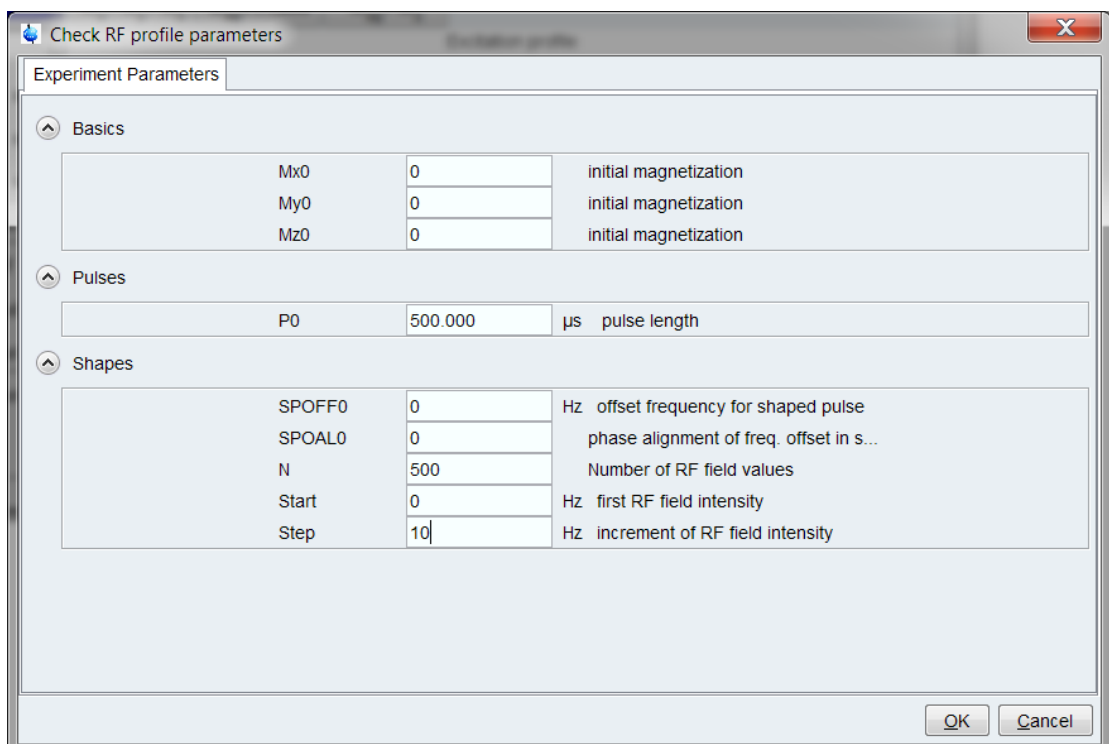 Check RF profile parameters
Excitation profile
Experiment Parameters
Basics
Mx0 0 initial magnetization
My0 0 initial magnetization
Mz0 0 initial magnetization
Pulses
P0 500.000 µs pulse length
Shapes
SPOFF0 0 Hz offset frequency for shaped pulse
SPOAL0 0 phase alignment of freq. offset in s...
N 500 Number of RF field values
Start 0 Hz first RF field intensity
Step 10 Hz increment of RF field intensity
OK Cancel